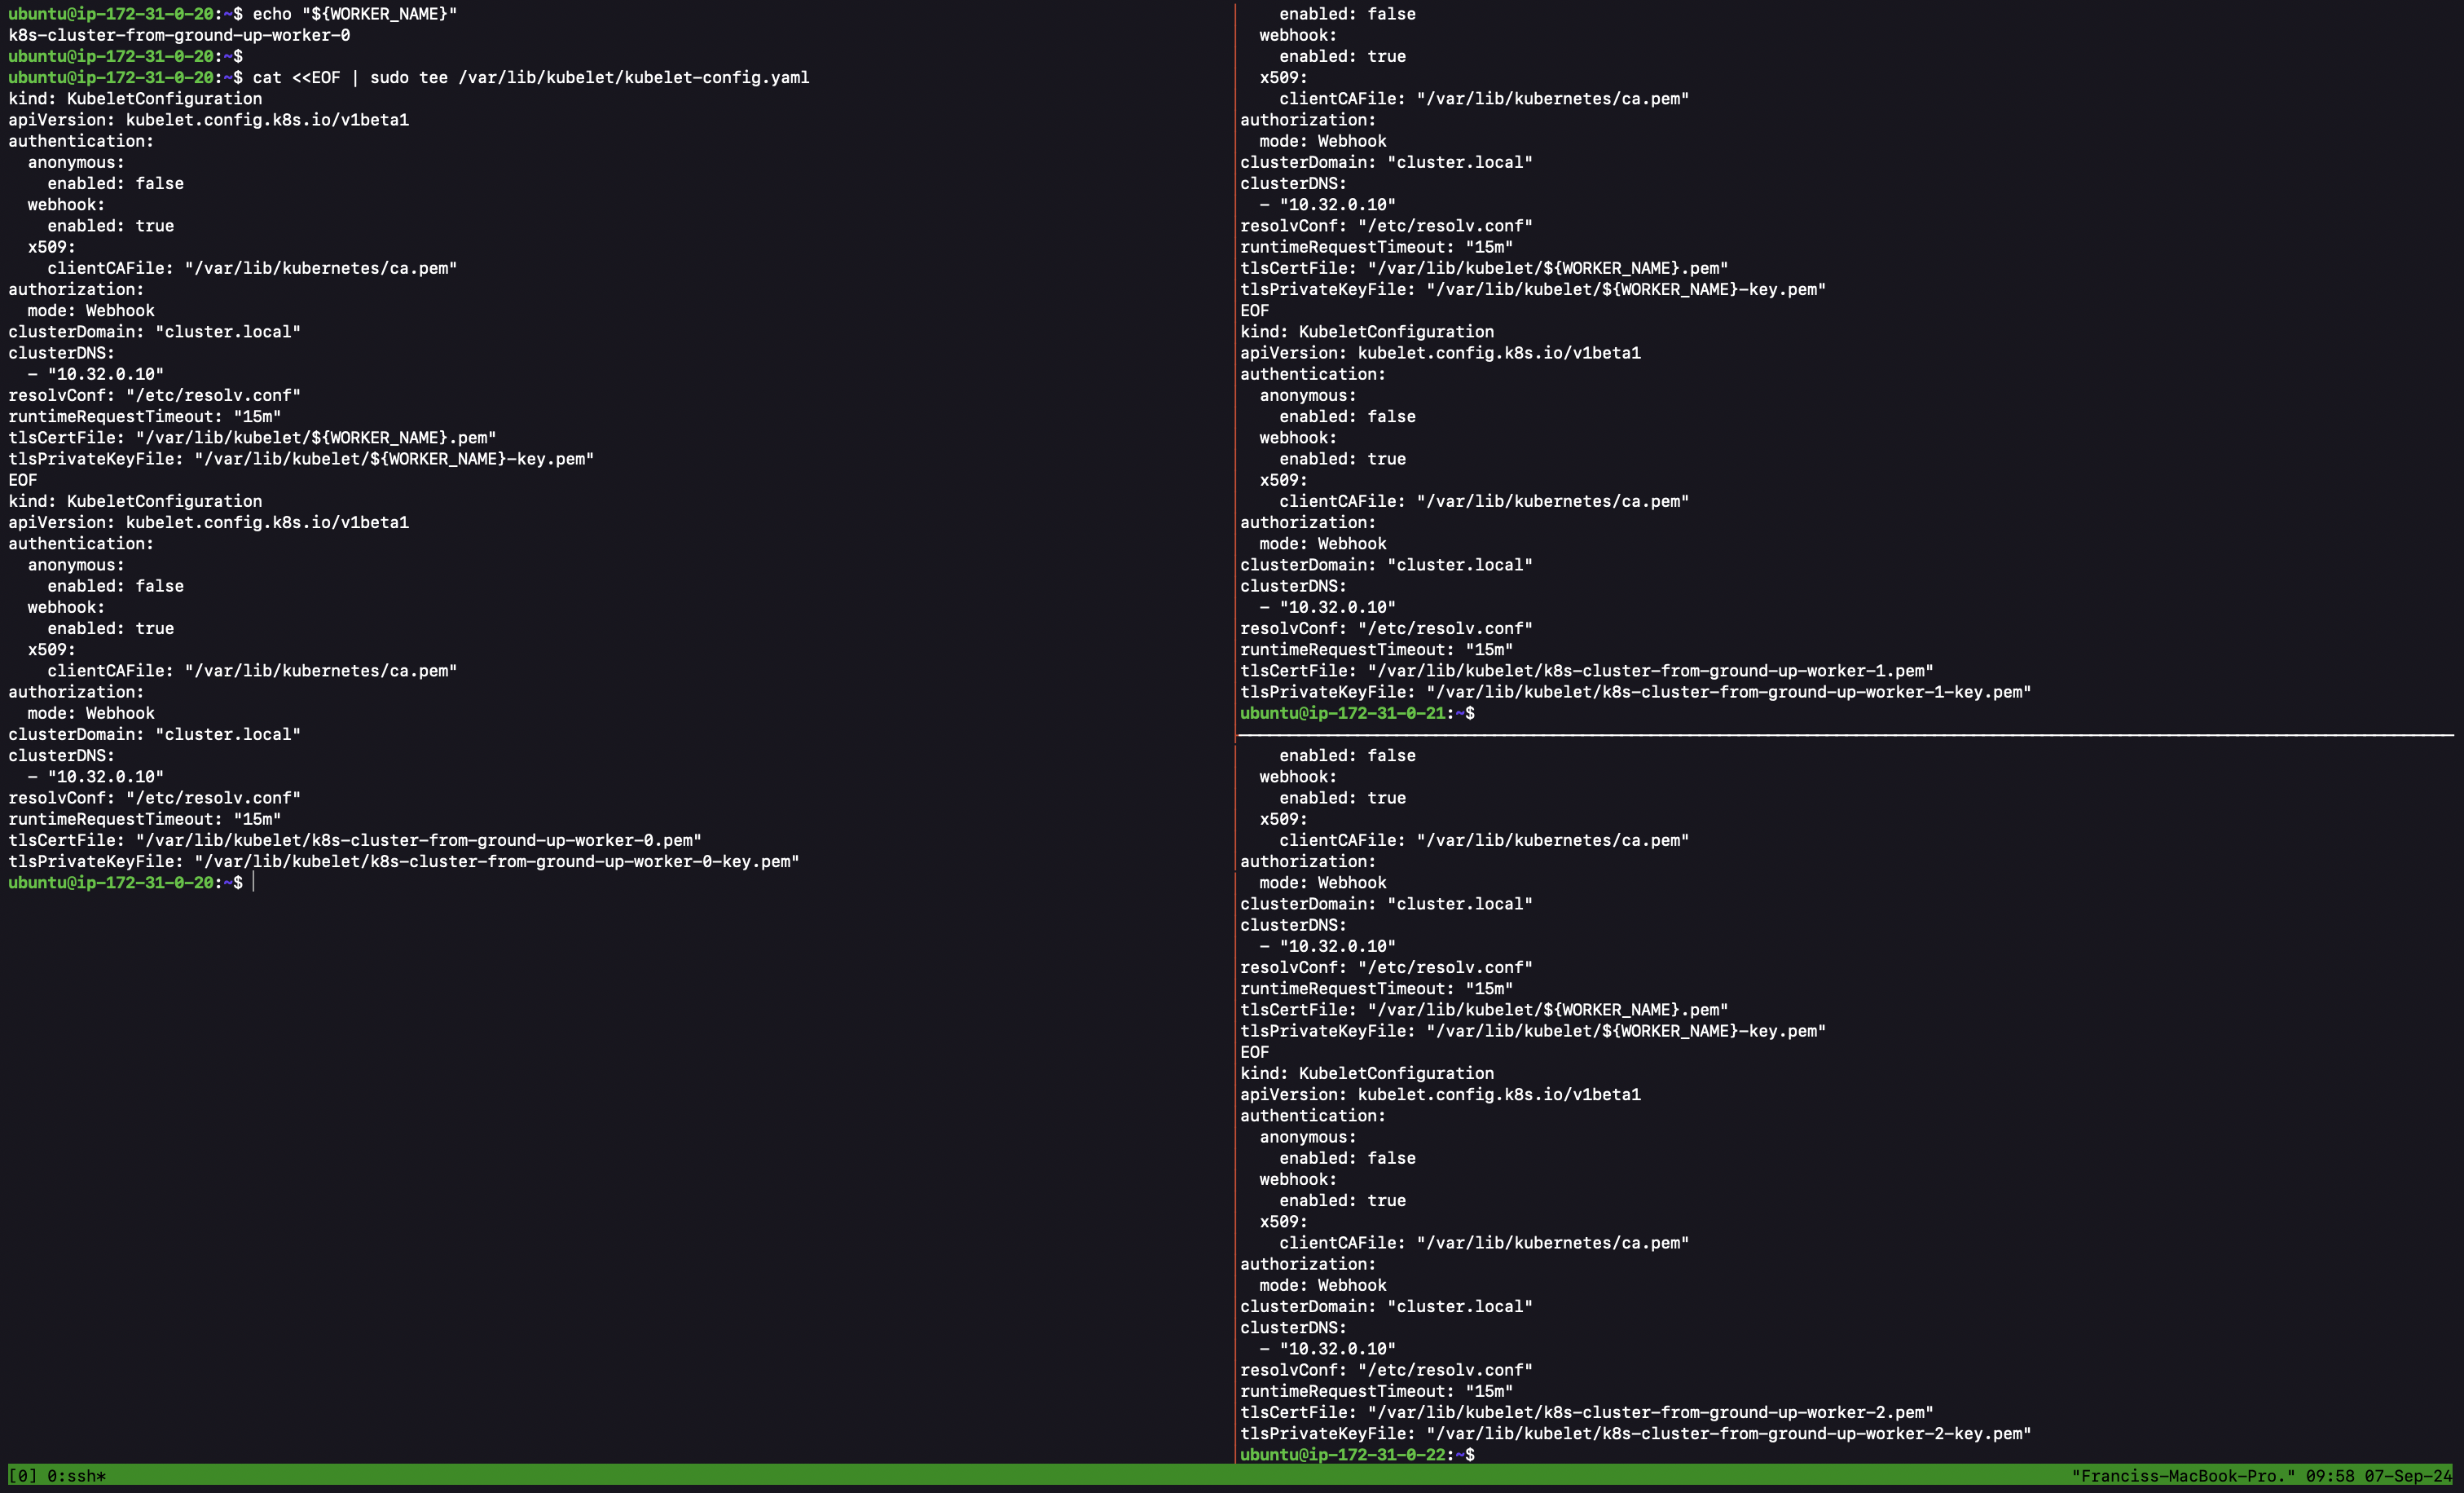 ubuntu@ip-172-31-0-20:~$ echo "${WORKER_NAME}"
k8s-cluster-from-ground-up-worker-0
ubuntu@ip-172-31-0-20:~$
ubuntu@ip-172-31-0-20:~$ cat <<EOF | sudo tee /var/lib/kubelet/kubelet-config.yaml
kind: KubeletConfiguration
apiVersion: kubelet.config.k8s.io/v1beta1
authentication:
  anonymous:
    enabled: false
  webhook:
    enabled: true
  x509:
    clientCAFile: "/var/lib/kubernetes/ca.pem"
authorization:
  mode: Webhook
clusterDomain: "cluster.local"
clusterDNS:
  - "10.32.0.10"
resolvConf: "/etc/resolv.conf"
runtimeRequestTimeout: "15m"
tlsCertFile: "/var/lib/kubelet/${WORKER_NAME}.pem"
tlsPrivateKeyFile: "/var/lib/kubelet/${WORKER_NAME}-key.pem"
EOF
kind: KubeletConfiguration
apiVersion: kubelet.config.k8s.io/v1beta1
authentication:
  anonymous:
    enabled: false
  webhook:
    enabled: true
  x509:
    clientCAFile: "/var/lib/kubernetes/ca.pem"
authorization:
  mode: Webhook
clusterDomain: "cluster.local"
clusterDNS:
  - "10.32.0.10"
resolvConf: "/etc/resolv.conf"
runtimeRequestTimeout: "15m"
tlsCertFile: "/var/lib/kubelet/k8s-cluster-from-ground-up-worker-0.pem"
tlsPrivateKeyFile: "/var/lib/kubelet/k8s-cluster-from-ground-up-worker-0-key.pem"
ubuntu@ip-172-31-0-20:~$
    enabled: false
  webhook:
    enabled: true
  x509:
    clientCAFile: "/var/lib/kubernetes/ca.pem"
authorization:
  mode: Webhook
clusterDomain: "cluster.local"
clusterDNS:
  - "10.32.0.10"
resolvConf: "/etc/resolv.conf"
runtimeRequestTimeout: "15m"
tlsCertFile: "/var/lib/kubelet/${WORKER_NAME}.pem"
tlsPrivateKeyFile: "/var/lib/kubelet/${WORKER_NAME}-key.pem"
EOF
kind: KubeletConfiguration
apiVersion: kubelet.config.k8s.io/v1beta1
authentication:
  anonymous:
    enabled: false
  webhook:
    enabled: true
  x509:
    clientCAFile: "/var/lib/kubernetes/ca.pem"
authorization:
  mode: Webhook
clusterDomain: "cluster.local"
clusterDNS:
  - "10.32.0.10"
resolvConf: "/etc/resolv.conf"
runtimeRequestTimeout: "15m"
tlsCertFile: "/var/lib/kubelet/k8s-cluster-from-ground-up-worker-1.pem"
tlsPrivateKeyFile: "/var/lib/kubelet/k8s-cluster-from-ground-up-worker-1-key.pem"
ubuntu@ip-172-31-0-21:~$
    enabled: false
  webhook:
    enabled: true
  x509:
    clientCAFile: "/var/lib/kubernetes/ca.pem"
authorization:
  mode: Webhook
clusterDomain: "cluster.local"
clusterDNS:
  - "10.32.0.10"
resolvConf: "/etc/resolv.conf"
runtimeRequestTimeout: "15m"
tlsCertFile: "/var/lib/kubelet/${WORKER_NAME}.pem"
tlsPrivateKeyFile: "/var/lib/kubelet/${WORKER_NAME}-key.pem"
EOF
kind: KubeletConfiguration
apiVersion: kubelet.config.k8s.io/v1beta1
authentication:
  anonymous:
    enabled: false
  webhook:
    enabled: true
  x509:
    clientCAFile: "/var/lib/kubernetes/ca.pem"
authorization:
  mode: Webhook
clusterDomain: "cluster.local"
clusterDNS:
  - "10.32.0.10"
resolvConf: "/etc/resolv.conf"
runtimeRequestTimeout: "15m"
tlsCertFile: "/var/lib/kubelet/k8s-cluster-from-ground-up-worker-2.pem"
tlsPrivateKeyFile: "/var/lib/kubelet/k8s-cluster-from-ground-up-worker-2-key.pem"
ubuntu@ip-172-31-0-22:~$
[0] 0:ssh* "Franciss-MacBook-Pro." 09:58 07-Sep-24